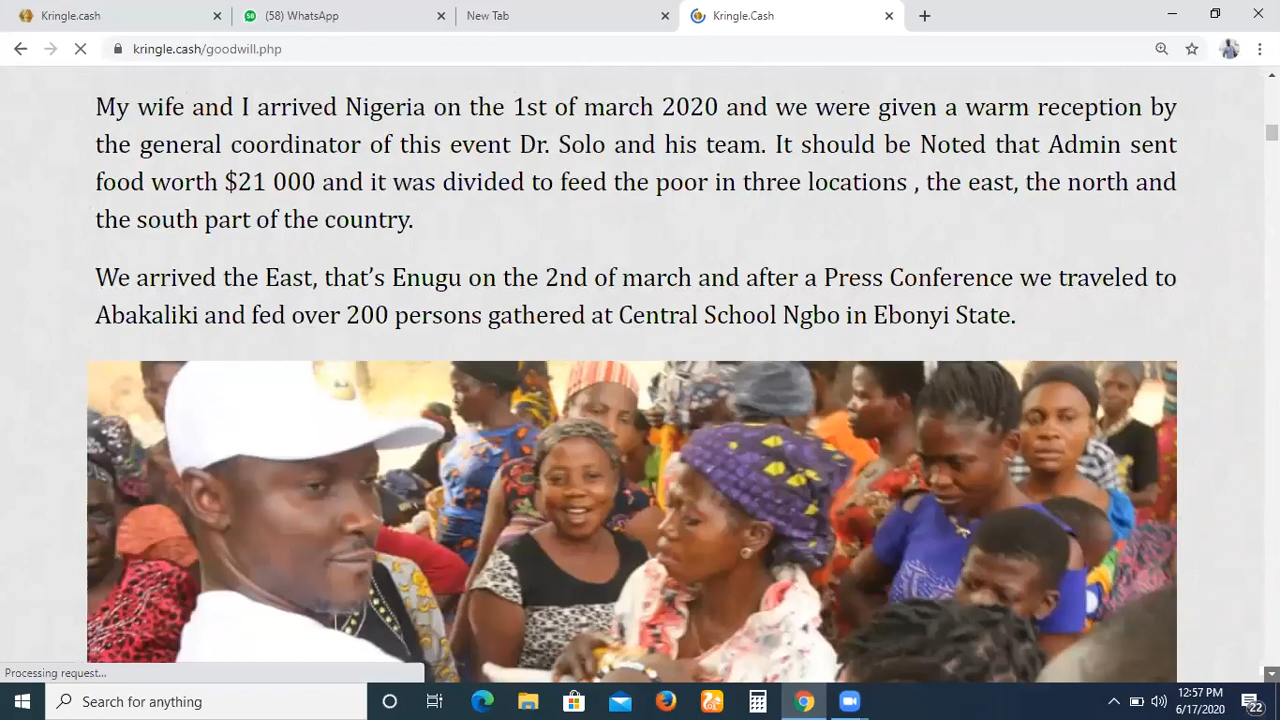 Kringle.cash
(58) WhatsApp
New Tab
Kringle.Cash
kringle.cash/goodwill.php
My wife and I arrived Nigeria on the 1st of march 2020 and we were given a warm reception by
the general coordinator of this event Dr. Solo and his team. It should be Noted that Admin sent
food worth $21 000 and it was divided to feed the poor in three locations , the east, the north and
the south part of the country.
We arrived the East, that’s Enugu on the 2nd of march and after a Press Conference we traveled to
Abakaliki and fed over 200 persons gathered at Central School Ngbo in Ebonyi State.
Processing request...
Search for anything
12:57 PM
6/17/2020
22